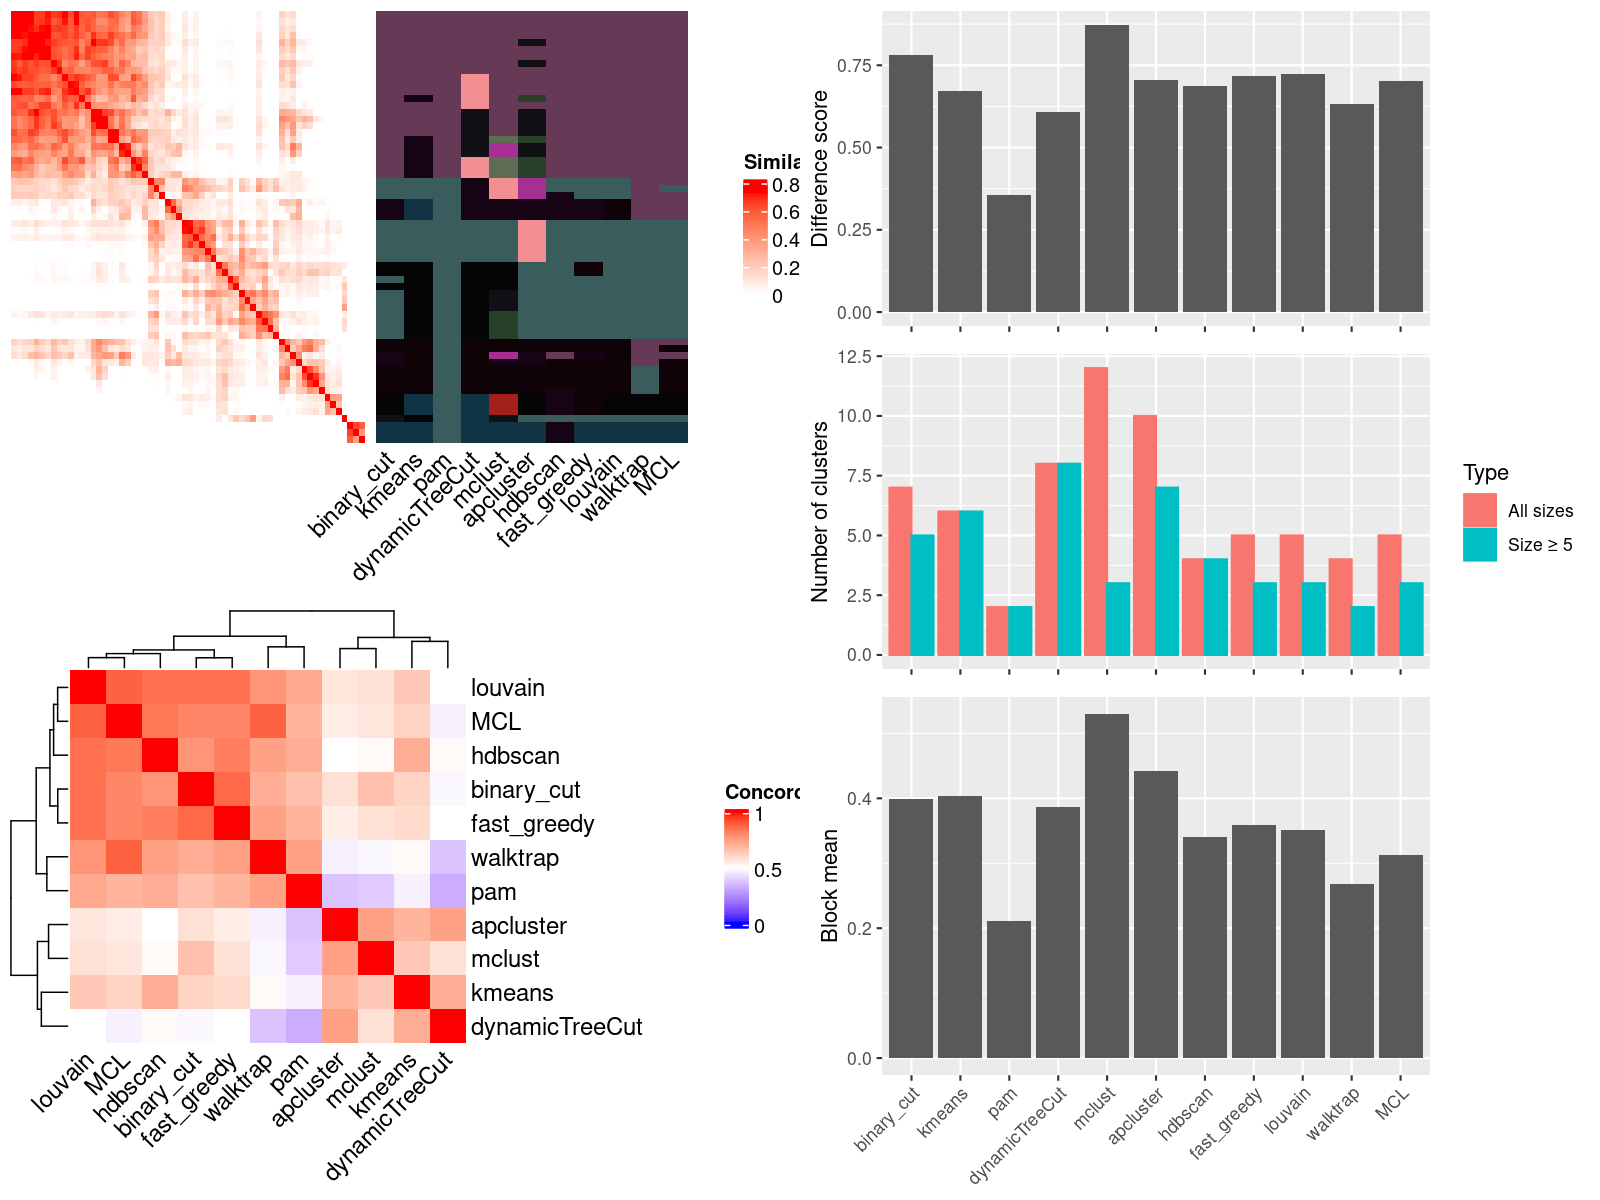 Simila
0.8
0.6
0.4
0.2
0
binary_cut
kmeans
pam
dynamicTreeCut
mclust
apcluster
hdbscan
fast_greedy
louvain
walktrap
MCL
louvain
MCL
hdbscan
binary_cut
fast_greedy
walktrap
pam
apcluster
mclust
kmeans
dynamicTreeCut
louvain
MCL
hdbscan
binary_cut
fast_greedy
walktrap
pam
apcluster
mclust
kmeans
dynamicTreeCut
Concord
1
0.5
0
Difference score
0.75
0.50
0.25
0.00
Number of clusters
12.5
10.0
7.5
5.0
2.5
0.0
Type
All sizes
Size ≥ 5
Block mean
0.4
0.2
0.0
binary_cut
kmeans
pam
dynamicTreeCut
mclust
apcluster
hdbscan
fast_greedy
louvain
walktrap
MCL